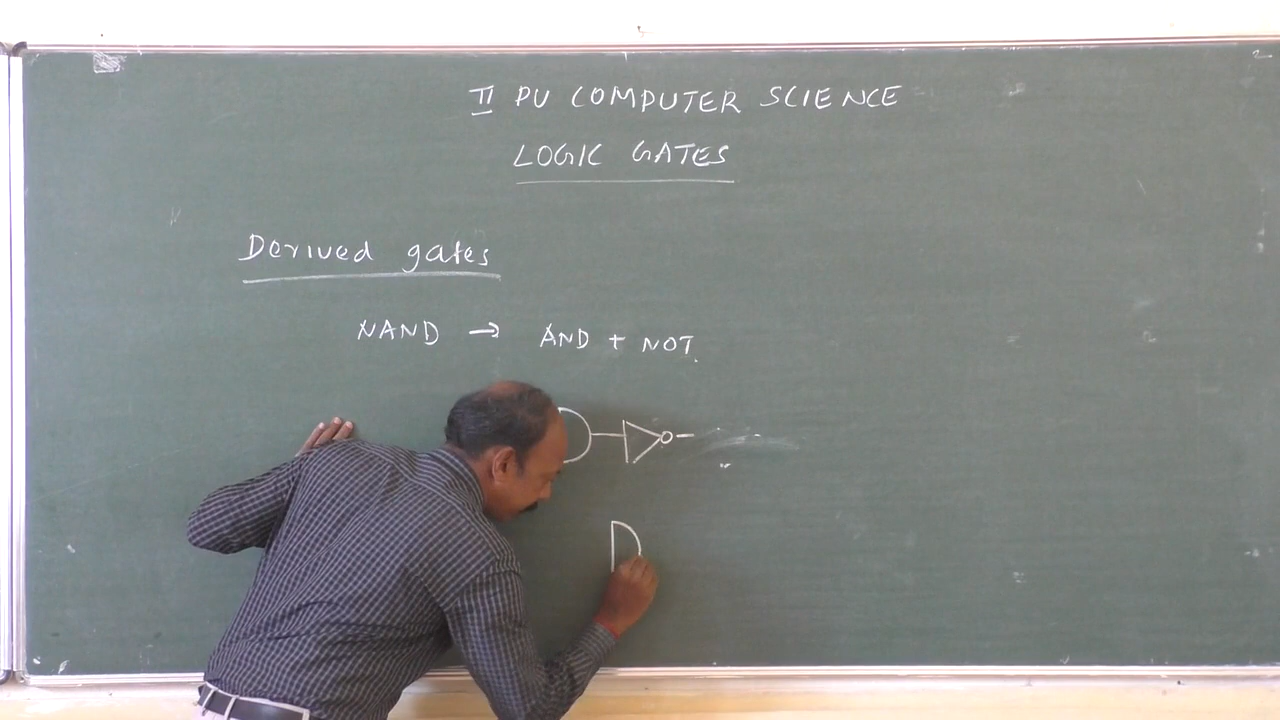 II PU COMPUTER SCIENCE
LOGIC GATES
Derived gates
NAND → AND + NOT.